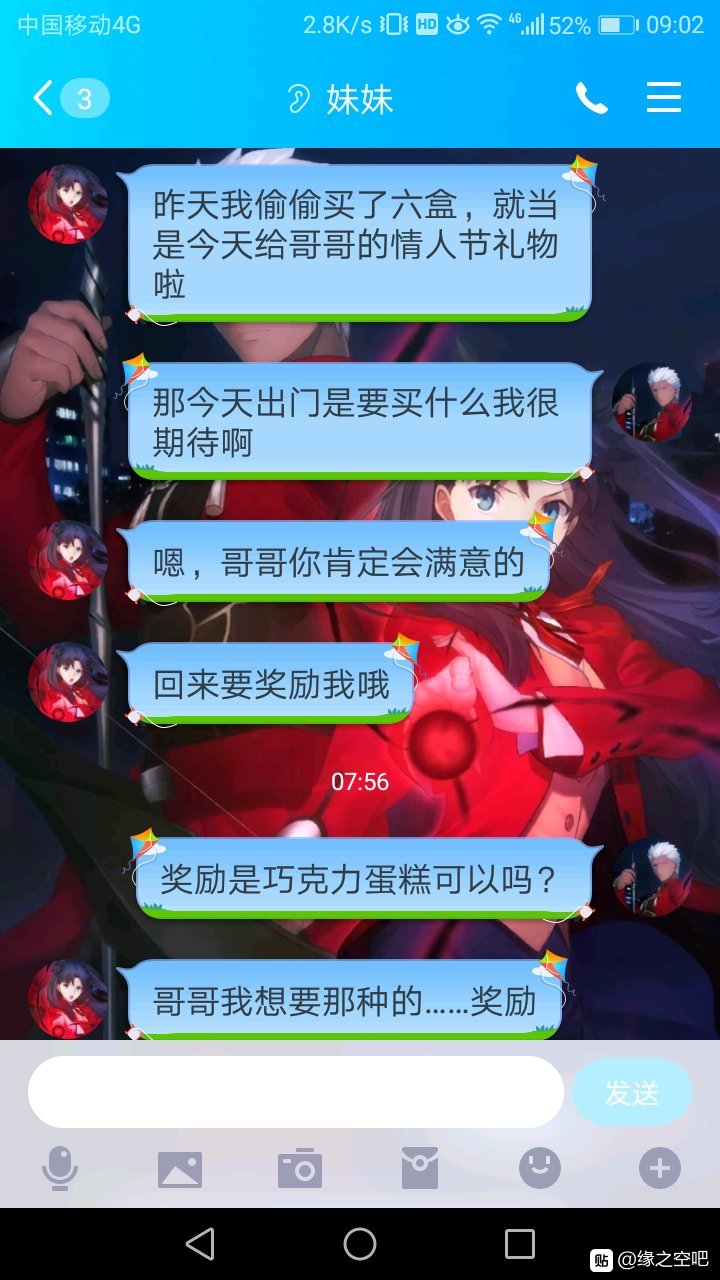 中国移动4G
2.8K/s HD 4G 52% 09:02
3
妹妹
昨天我偷偷买了六盒，就当
是今天给哥哥的情人节礼物
啦
那今天出门是要买什么我很
期待啊
嗯，哥哥你肯定会满意的
回来要奖励我哦
07:56
奖励是巧克力蛋糕可以吗？
哥哥我想要那种的……奖励
发送
贴 @缘之空吧